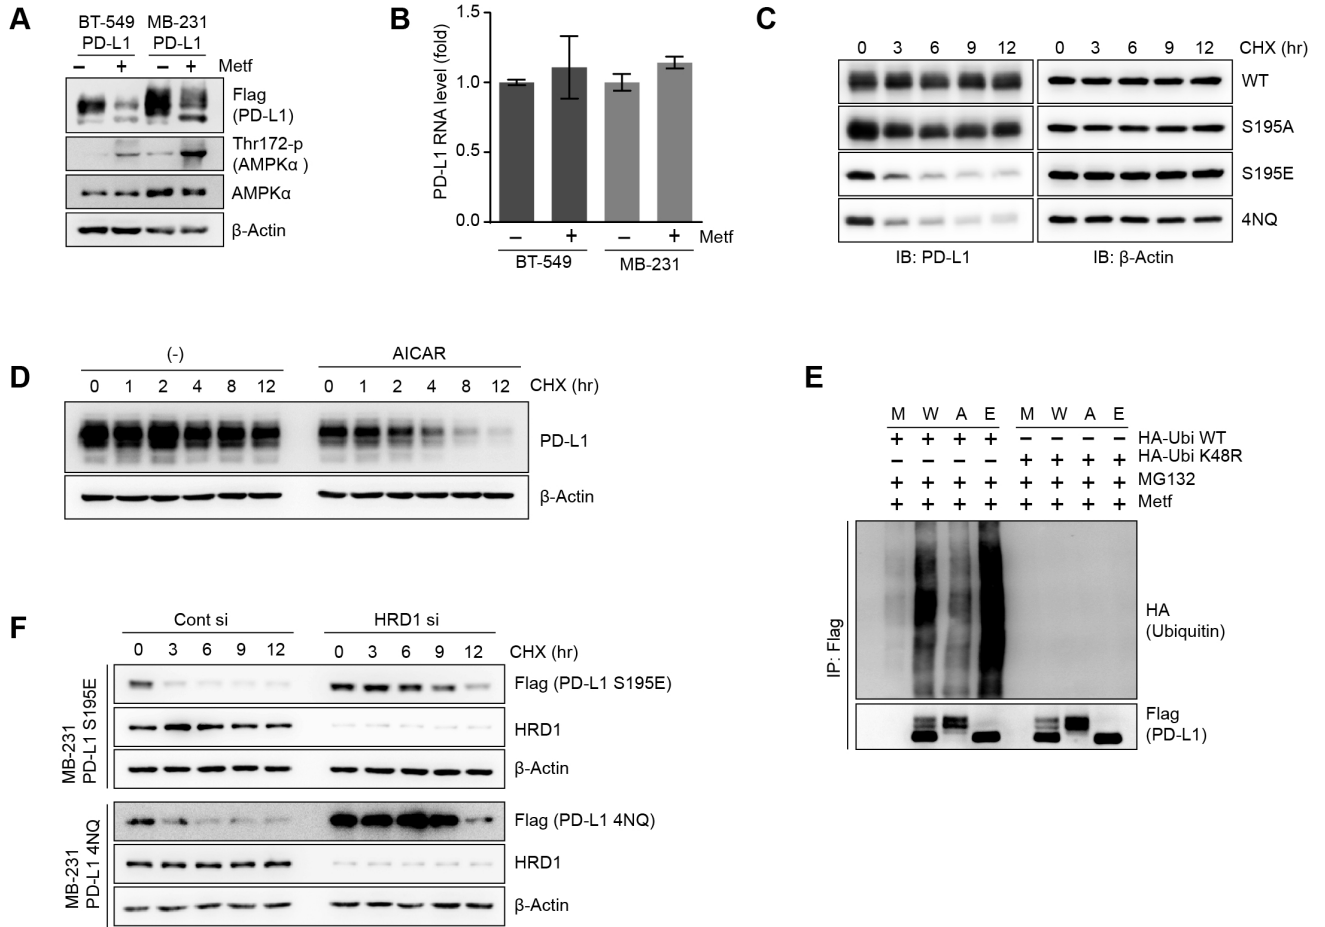 A
BT-549 MB-231
PD-L1 PD-L1
– + – + Metf
Flag
(PD-L1)
Thr172-p
(AMPKα )
AMPKα
β-Actin
B
PD-L1 RNA level (fold)
1.5
1.0
0.5
0.0
– + – + Metf
BT-549 MB-231
C
0 3 6 9 12 0 3 6 9 12 CHX (hr)
WT
S195A
S195E
4NQ
IB: PD-L1 IB: β-Actin
D
(-) AICAR
0 1 2 4 8 12 0 1 2 4 8 12 CHX (hr)
PD-L1
β-Actin
E
M W A E M W A E
+ + + + – – – – HA-Ubi WT
– – – – + + + + HA-Ubi K48R
+ + + + + + + + MG132
+ + + + + + + + Metf
IP: Flag
HA
(Ubiquitin)
Flag
(PD-L1)
F
Cont si HRD1 si
0 3 6 9 12 0 3 6 9 12 CHX (hr)
MB-231
PD-L1 S195E
Flag (PD-L1 S195E)
HRD1
β-Actin
MB-231
PD-L1 4NQ
Flag (PD-L1 4NQ)
HRD1
β-Actin